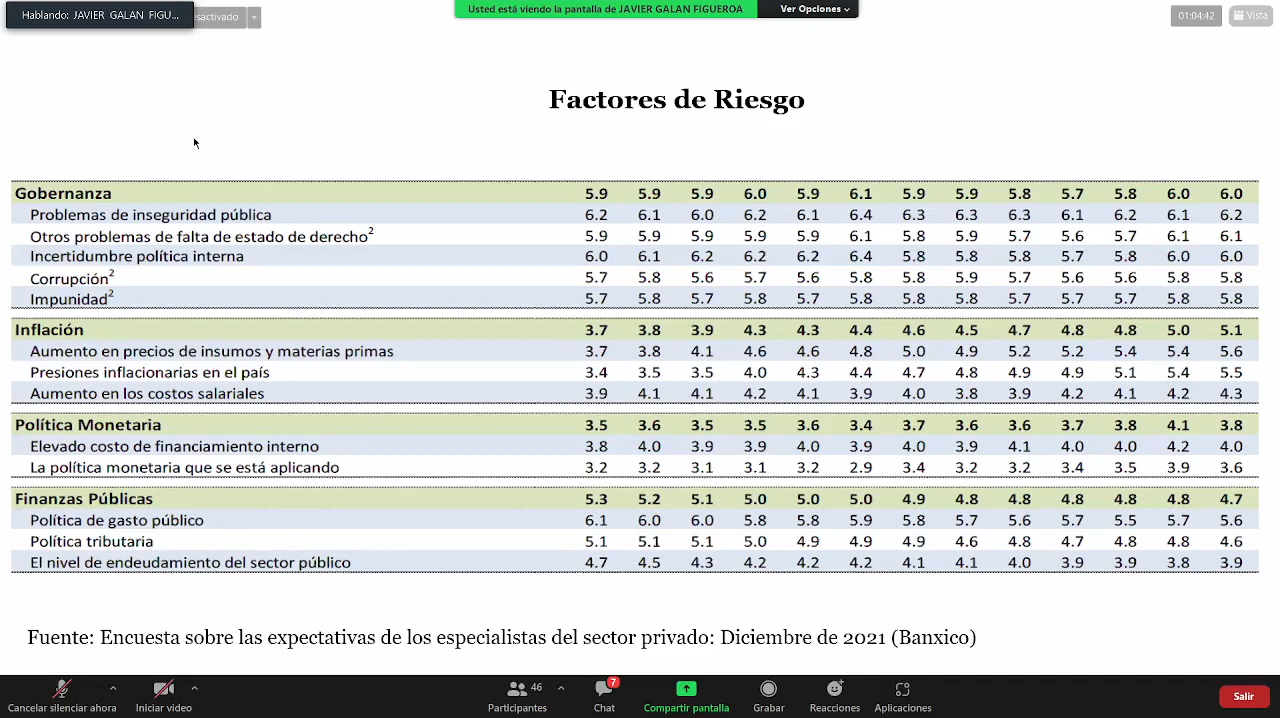 Hablando: JAVIER GALAN FIGU...
sactivado
Usted está viendo la pantalla de JAVIER GALAN FIGUEROA
Ver Opciones
01:04:42
Vista
Factores de Riesgo
Gobernanza 5.9 5.9 5.9 6.0 5.9 6.1 5.9 5.9 5.8 5.7 5.8 6.0 6.0
Problemas de inseguridad pública 6.2 6.1 6.0 6.2 6.1 6.4 6.3 6.3 6.3 6.1 6.2 6.1 6.2
Otros problemas de falta de estado de derecho2 5.9 5.9 5.9 5.9 5.9 6.1 5.8 5.9 5.7 5.6 5.7 6.1 6.1
Incertidumbre política interna 6.0 6.1 6.2 6.2 6.2 6.4 5.8 5.8 5.8 5.7 5.8 6.0 6.0
Corrupción2 5.7 5.8 5.6 5.7 5.6 5.8 5.8 5.9 5.7 5.6 5.6 5.8 5.8
Impunidad2 5.7 5.8 5.7 5.8 5.7 5.8 5.8 5.8 5.7 5.7 5.7 5.8 5.8
Inflación 3.7 3.8 3.9 4.3 4.3 4.4 4.6 4.5 4.7 4.8 4.8 5.0 5.1
Aumento en precios de insumos y materias primas 3.7 3.8 4.1 4.6 4.6 4.8 5.0 4.9 5.2 5.2 5.4 5.4 5.6
Presiones inflacionarias en el país 3.4 3.5 3.5 4.0 4.3 4.4 4.7 4.8 4.9 4.9 5.1 5.4 5.5
Aumento en los costos salariales 3.9 4.1 4.1 4.2 4.1 3.9 4.0 3.8 3.9 4.2 4.1 4.2 4.3
Política Monetaria 3.5 3.6 3.5 3.5 3.6 3.4 3.7 3.6 3.6 3.7 3.8 4.1 3.8
Elevado costo de financiamiento interno 3.8 4.0 3.9 3.9 4.0 3.9 4.0 3.9 4.1 4.0 4.0 4.2 4.0
La política monetaria que se está aplicando 3.2 3.2 3.1 3.1 3.2 2.9 3.4 3.2 3.2 3.4 3.5 3.9 3.6
Finanzas Públicas 5.3 5.2 5.1 5.0 5.0 5.0 4.9 4.8 4.8 4.8 4.8 4.8 4.7
Política de gasto público 6.1 6.0 6.0 5.8 5.8 5.9 5.8 5.7 5.6 5.7 5.5 5.7 5.6
Política tributaria 5.1 5.1 5.1 5.0 4.9 4.9 4.9 4.6 4.8 4.7 4.8 4.8 4.6
El nivel de endeudamiento del sector público 4.7 4.5 4.3 4.2 4.2 4.2 4.1 4.1 4.0 3.9 3.9 3.8 3.9
Fuente: Encuesta sobre las expectativas de los especialistas del sector privado: Diciembre de 2021 (Banxico)
Cancelar silenciar ahora
Iniciar video
46
Participantes
7
Chat
Compartir pantalla
Grabar
Reacciones
Aplicaciones
Salir